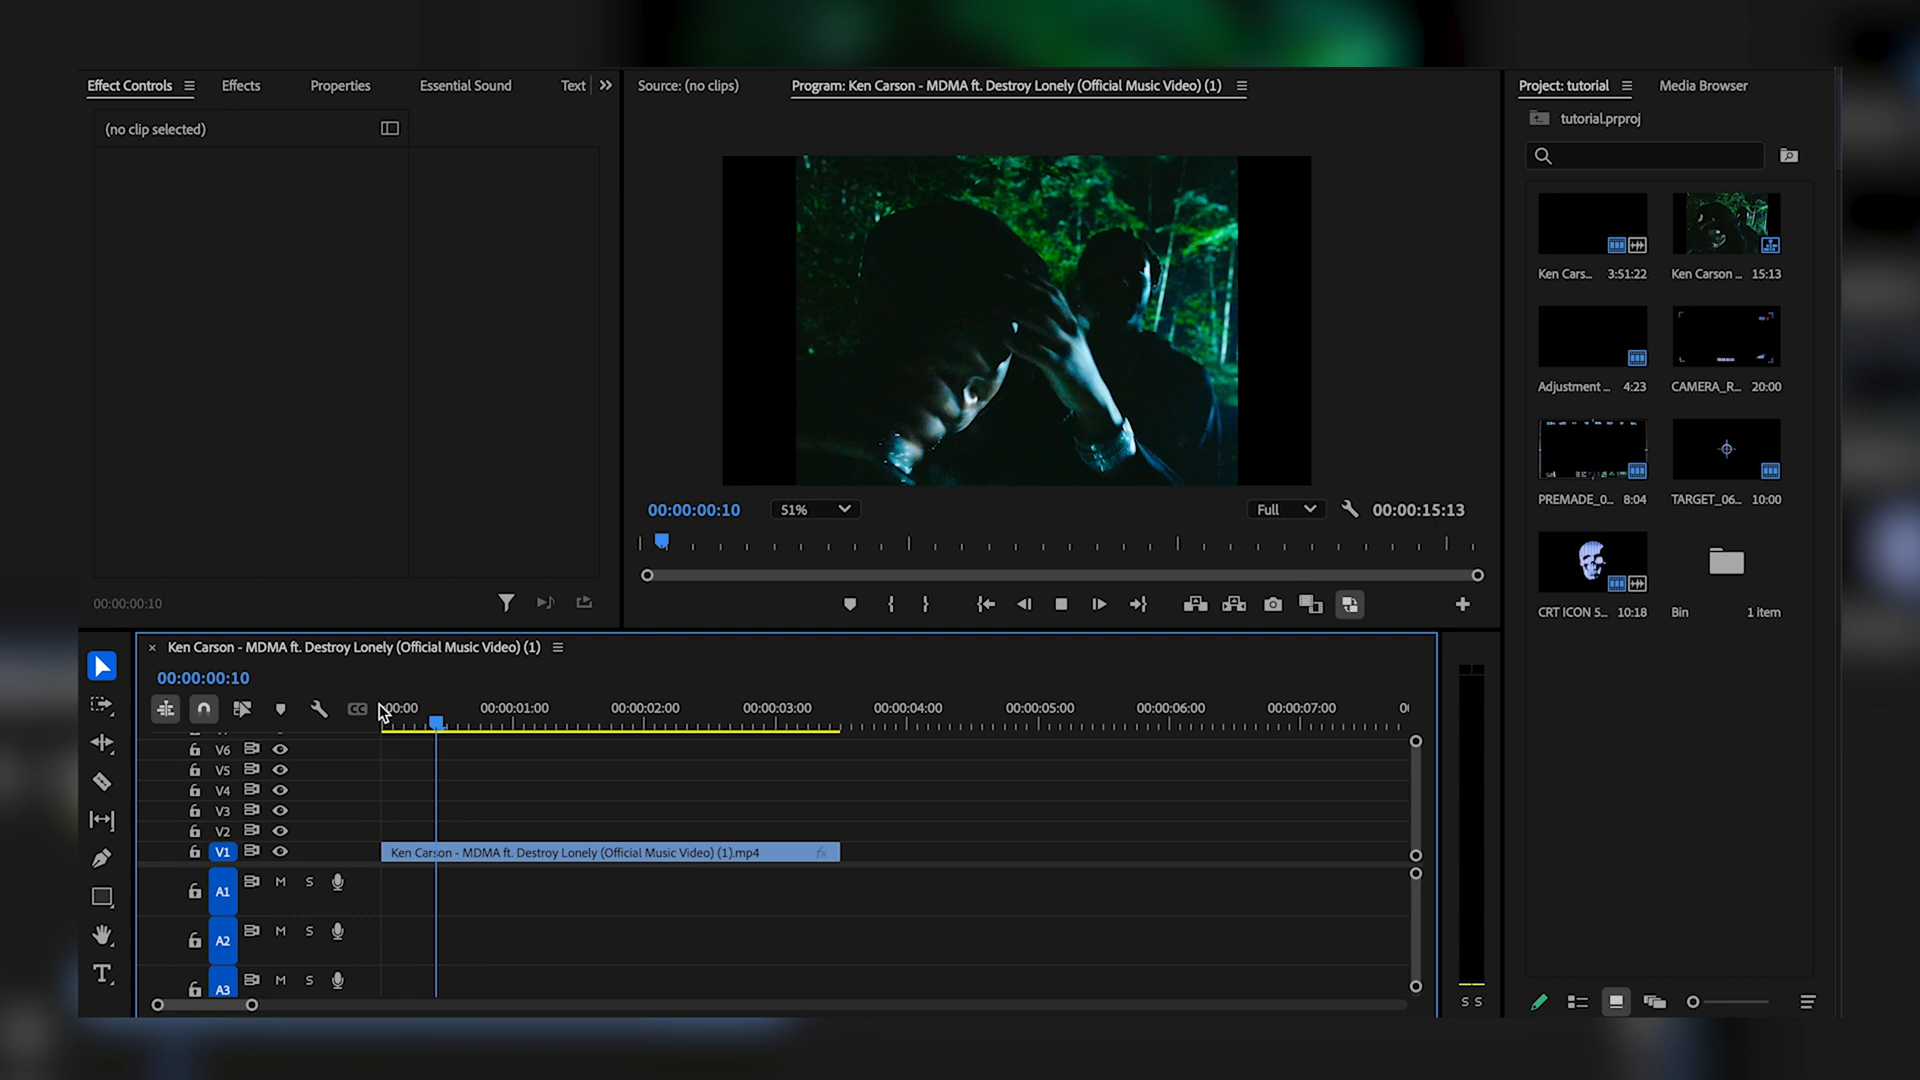 Effect Controls
Effects
Properties
Essential Sound
Text
Source: (no clips)
Program: Ken Carson - MDMA ft. Destroy Lonely (Official Music Video) (1)
Project: tutorial
Media Browser
(no clip selected)
tutorial.prproj
Ken Cars... 3:51:22
Ken Carson ... 15:13
Adjustment ... 4:23
CAMERA_R... 20:00
PREMADE_0... 8:04
TARGET_06... 10:00
CRT ICON S... 10:18
Bin 1 item
00:00:00:10
51%
Full
00:00:15:13
00:00:00:10
Ken Carson - MDMA ft. Destroy Lonely (Official Music Video) (1)
00:00:00:10
CC
:00:00
00:00:01:00
00:00:02:00
00:00:03:00
00:00:04:00
00:00:05:00
00:00:06:00
00:00:07:00
V6
V5
V4
V3
V2
V1
Ken Carson - MDMA ft. Destroy Lonely (Official Music Video) (1).mp4 fx
A1 M S
A2 M S
A3 M S
S S